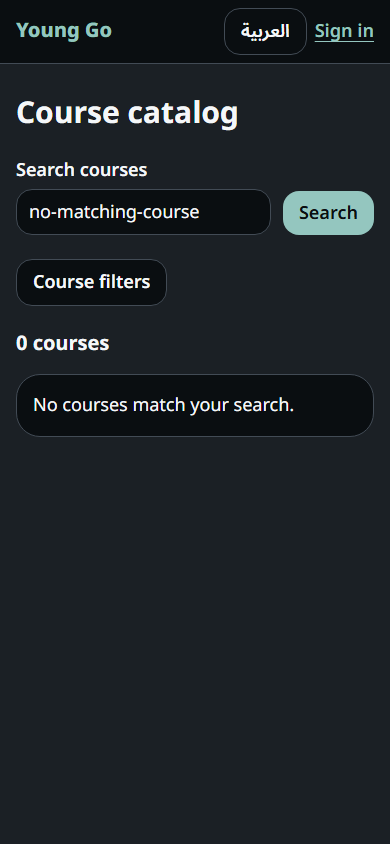 Young Go
العربية
Sign in
Course catalog
Search courses
no-matching-course
Search
Course filters
0 courses
No courses match your search.